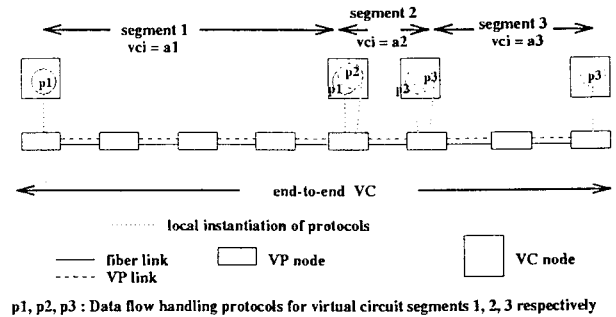 segment 1
vci = a1
segment 2
vci = a2
segment 3
vci = a3
p1
p2
p1
p3
p2
p3
end-to-end VC
local instantiation of protocols
fiber link
VP link
VP node
VC node
p1, p2, p3 : Data flow handling protocols for virtual circuit segments 1, 2, 3 respectively